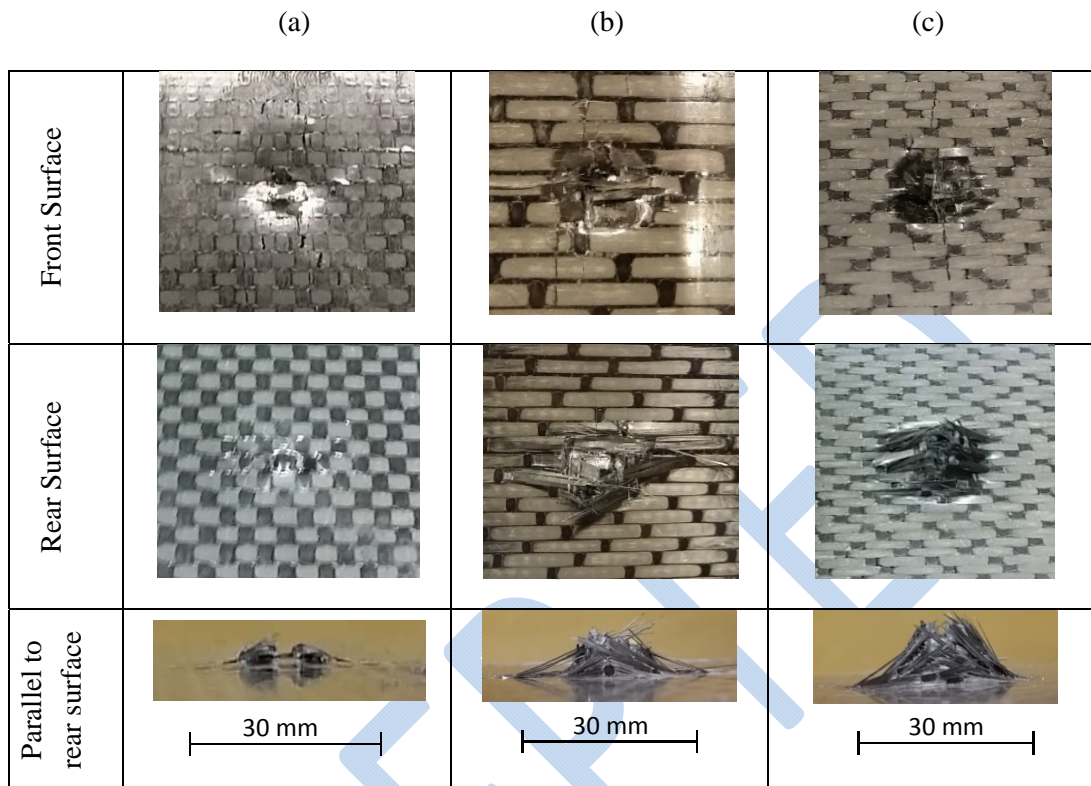 (a) (b) (c)
Front Surface
Rear Surface
Parallel to
rear surface
30 mm 30 mm 30 mm